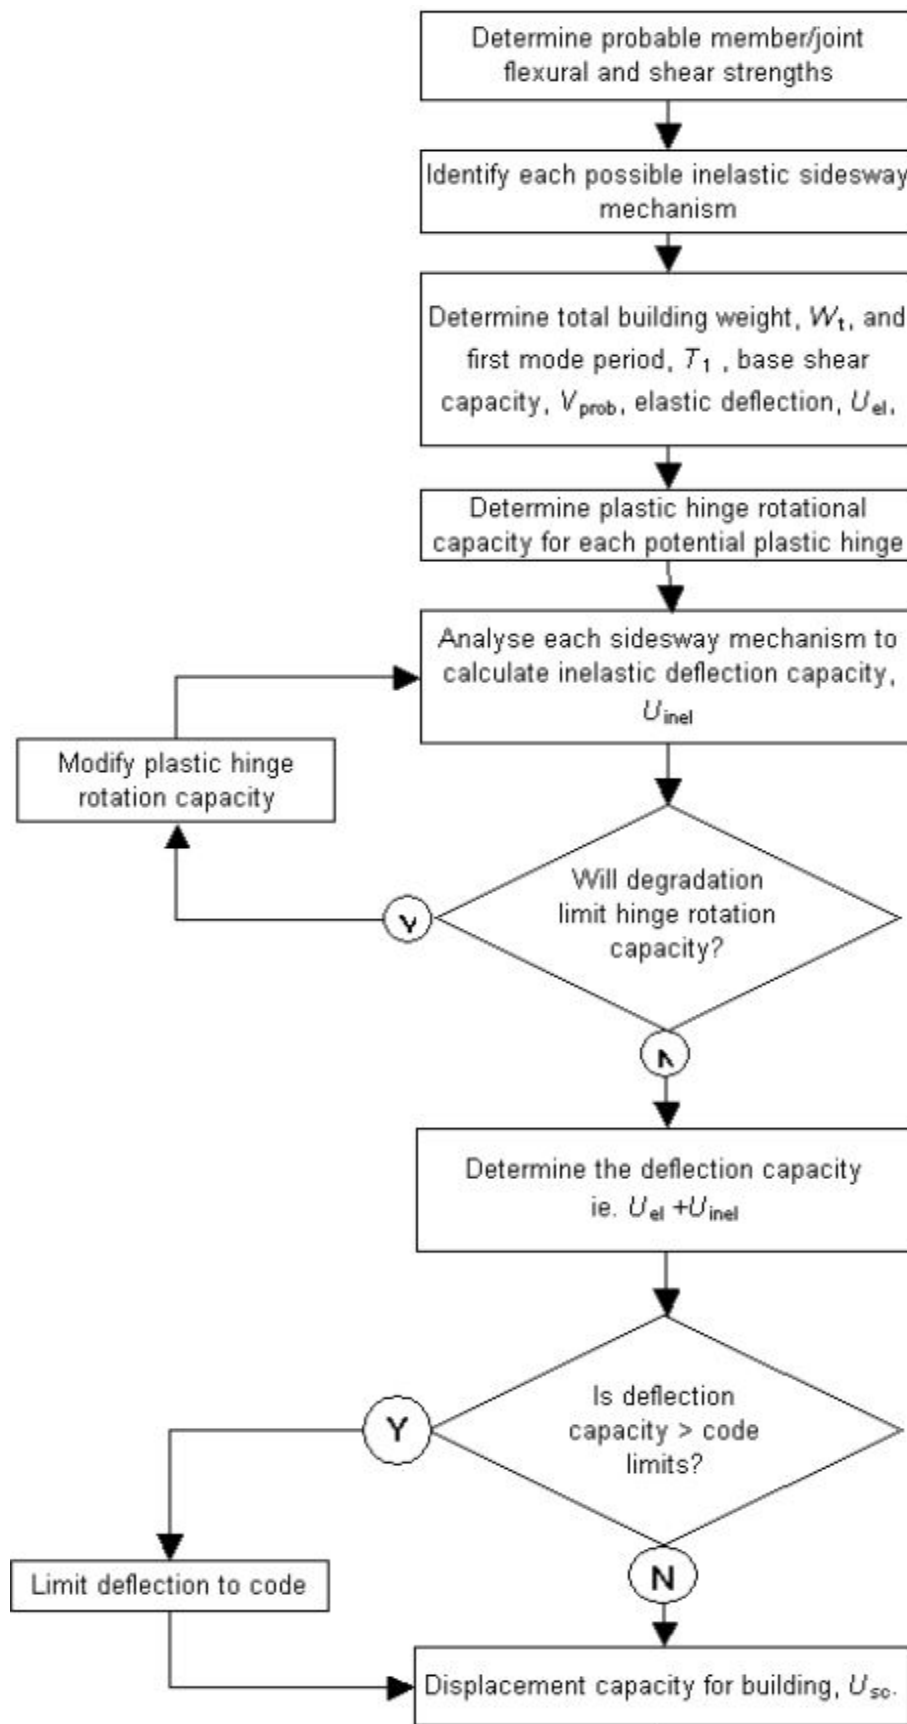 Determine probable member/joint
flexural and shear strengths
Identify each possible inelastic sidesway
mechanism
Determine total building weight, Wt, and
first mode period, T1 , base shear
capacity, Vprob, elastic deflection, Uel,
Determine plastic hinge rotational
capacity for each potential plastic hinge
Analyse each sidesway mechanism to
calculate inelastic deflection capacity,
Uinel
Modify plastic hinge
rotation capacity
Will degradation
limit hinge rotation
capacity?
Determine the deflection capacity
ie. Uel +Uinel
Is deflection
capacity > code
limits?
Y
Limit deflection to code
N
Displacement capacity for building, Usc.